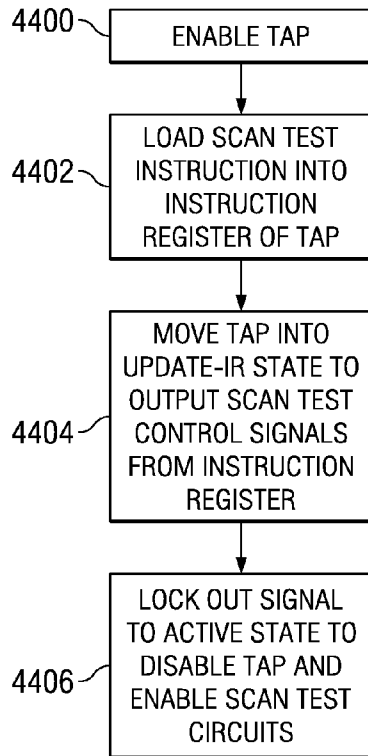 4400
ENABLE TAP
4402
LOAD SCAN TEST
INSTRUCTION INTO
INSTRUCTION
REGISTER OF TAP
4404
MOVE TAP INTO
UPDATE-IR STATE TO
OUTPUT SCAN TEST
CONTROL SIGNALS
FROM INSTRUCTION
REGISTER
4406
LOCK OUT SIGNAL
TO ACTIVE STATE TO
DISABLE TAP AND
ENABLE SCAN TEST
CIRCUITS